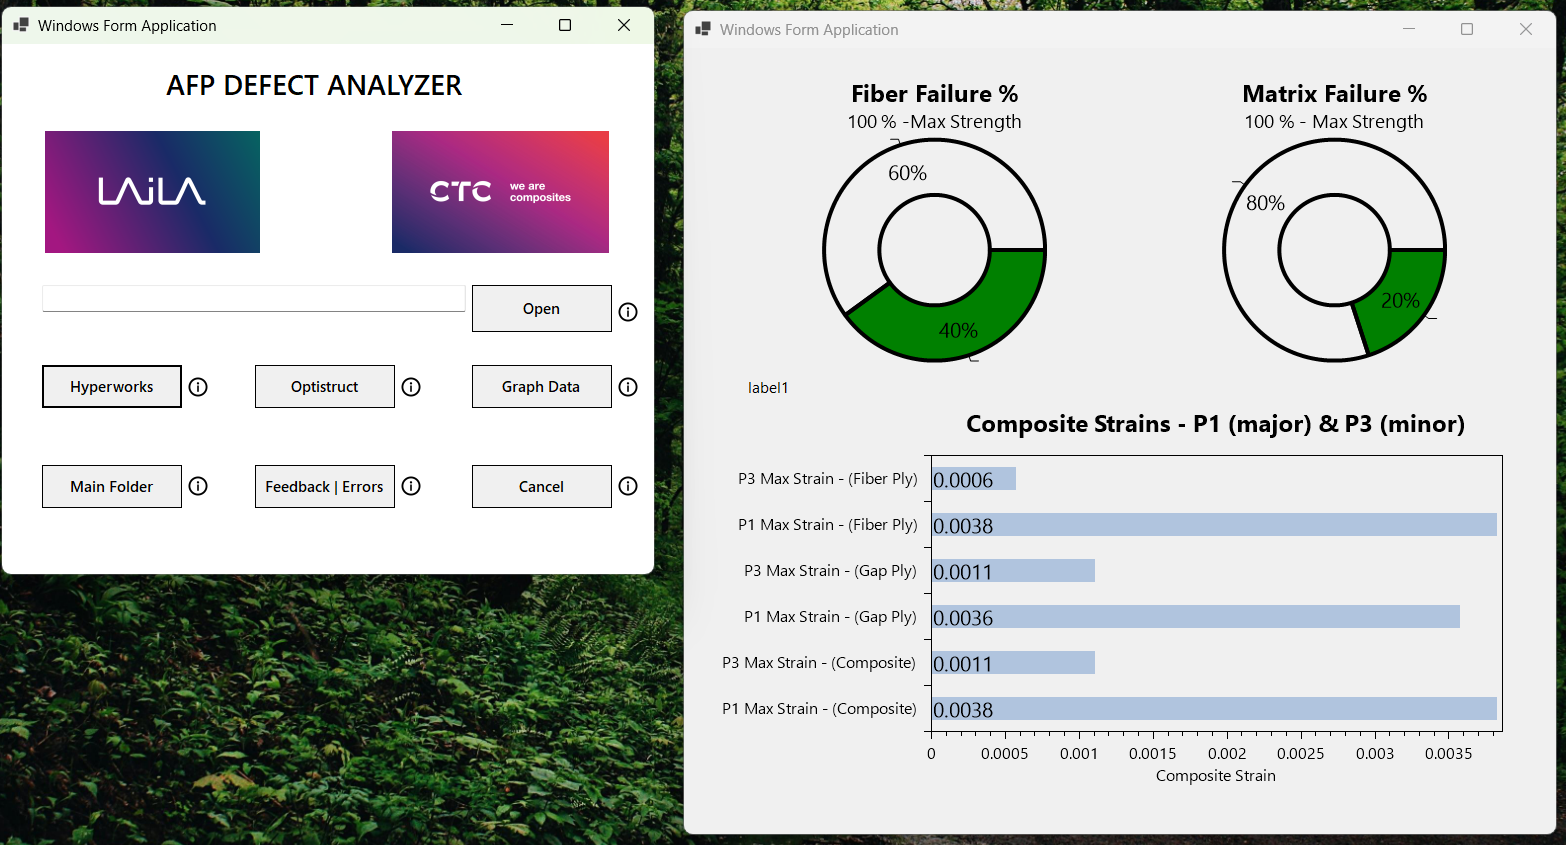 Windows Form Application
AFP DEFECT ANALYZER
LAiLA
CTC we are composites
Open
Hyperworks
Optistruct
Graph Data
Main Folder
Feedback | Errors
Cancel
Windows Form Application
Fiber Failure %
100 % -Max Strength
60%
40%
Matrix Failure %
100 % - Max Strength
80%
20%
label1
Composite Strains - P1 (major) & P3 (minor)
P3 Max Strain - (Fiber Ply) 0.0006
P1 Max Strain - (Fiber Ply) 0.0038
P3 Max Strain - (Gap Ply) 0.0011
P1 Max Strain - (Gap Ply) 0.0036
P3 Max Strain - (Composite) 0.0011
P1 Max Strain - (Composite) 0.0038
0 0.0005 0.001 0.0015 0.002 0.0025 0.003 0.0035
Composite Strain